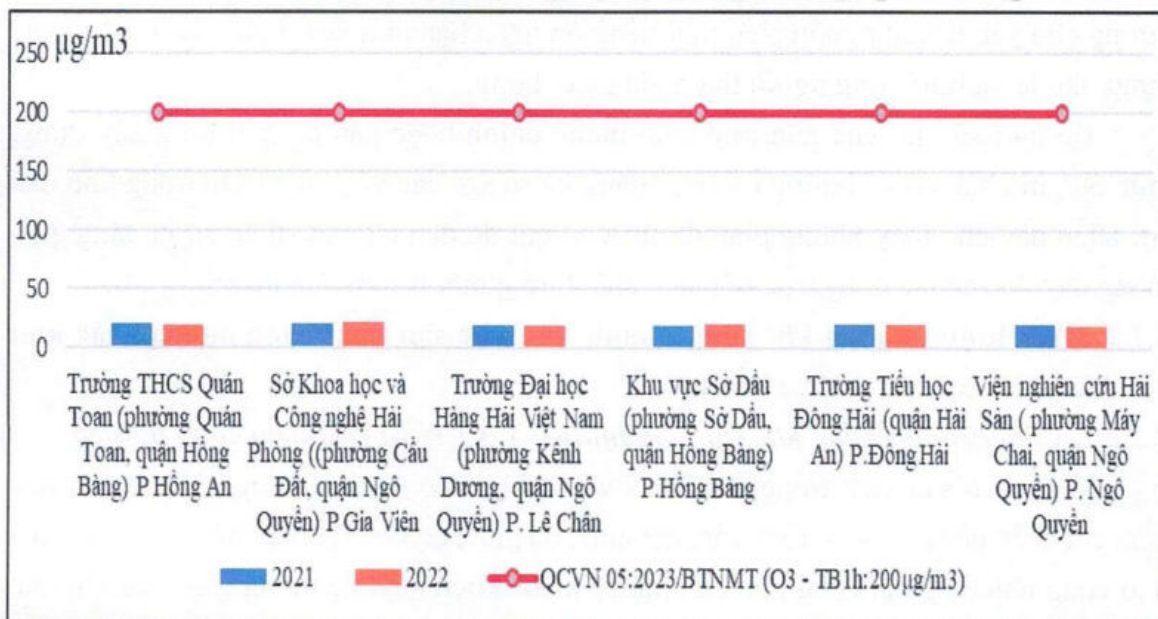 μg/m3
250
200
150
100
50
0
Trường THCS Quán
Toan (phường Quán
Toan, quận Hồng
Bàng) P Hồng An
Sở Khoa học và
Công nghệ Hải
Phòng ((phường Cầu
Đất, quận Ngô
Quyền) P Gia Viên
Trường Đại học
Hàng Hải Việt Nam
(phường Kênh
Dương, quận Ngô
Quyền) P. Lê Chân
Khu vực Sở Dầu
(phường Sở Dầu,
quận Hồng Bàng)
P.Hồng Bàng
Trường Tiểu học
Đông Hải (quận Hải
An) P.Đông Hải
Viện nghiên cứu Hải
Sản ( phường Máy
Chai, quận Ngô
Quyền) P. Ngô
Quyền
2021
2022
QCVN 05:2023/BTNMT (O3 - TB1h:200μg/m3)